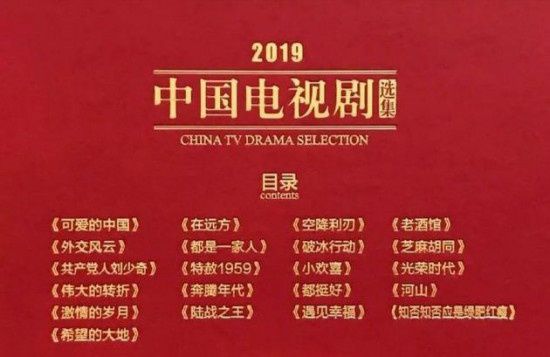 2019
中国电视剧 选集
CHINA TV DRAMA SELECTION
目录
contents
《可爱的中国》 《在远方》 《空降利刃》 《老酒馆》
《外交风云》 《都是一家人》 《破冰行动》 《芝麻胡同》
《共产党人刘少奇》 《特赦1959》 《小欢喜》 《光荣时代》
《伟大的转折》 《奔腾年代》 《都挺好》 《河山》
《激情的岁月》 《陆战之王》 《遇见幸福》 《知否知否应是绿肥红瘦》
《希望的大地》